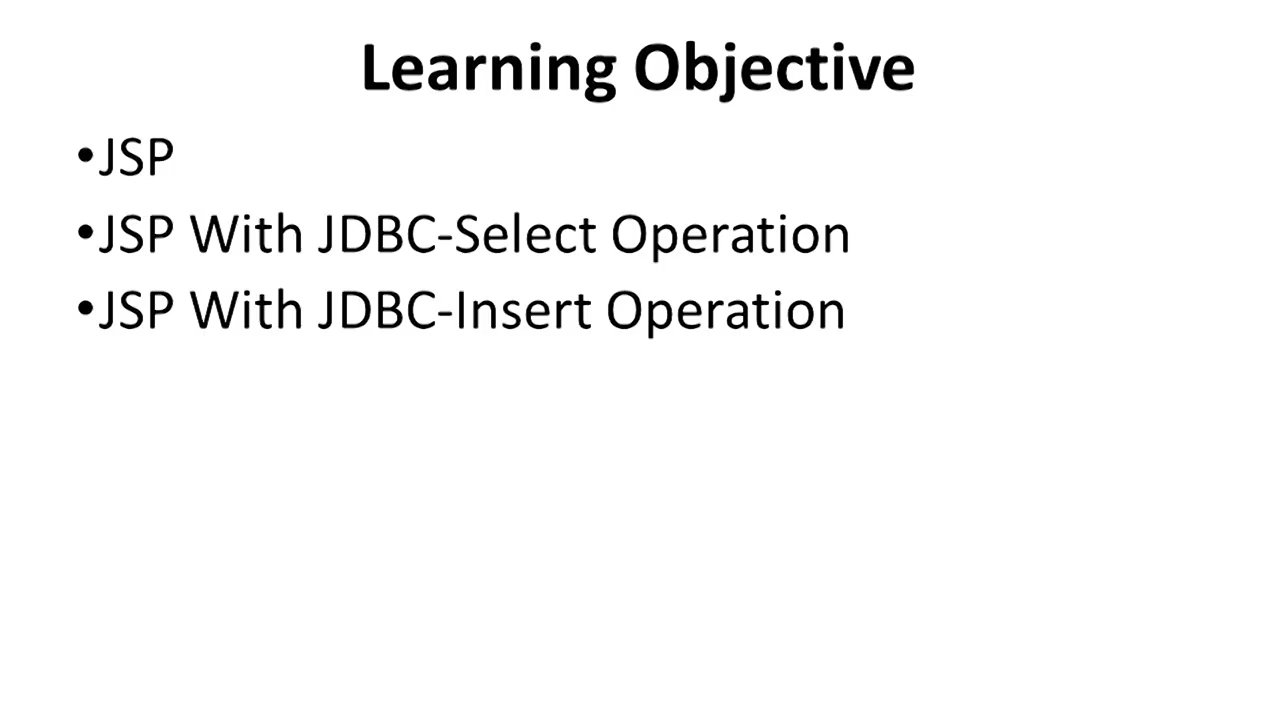 Learning Objective
•JSP
•JSP With JDBC-Select Operation
•JSP With JDBC-Insert Operation